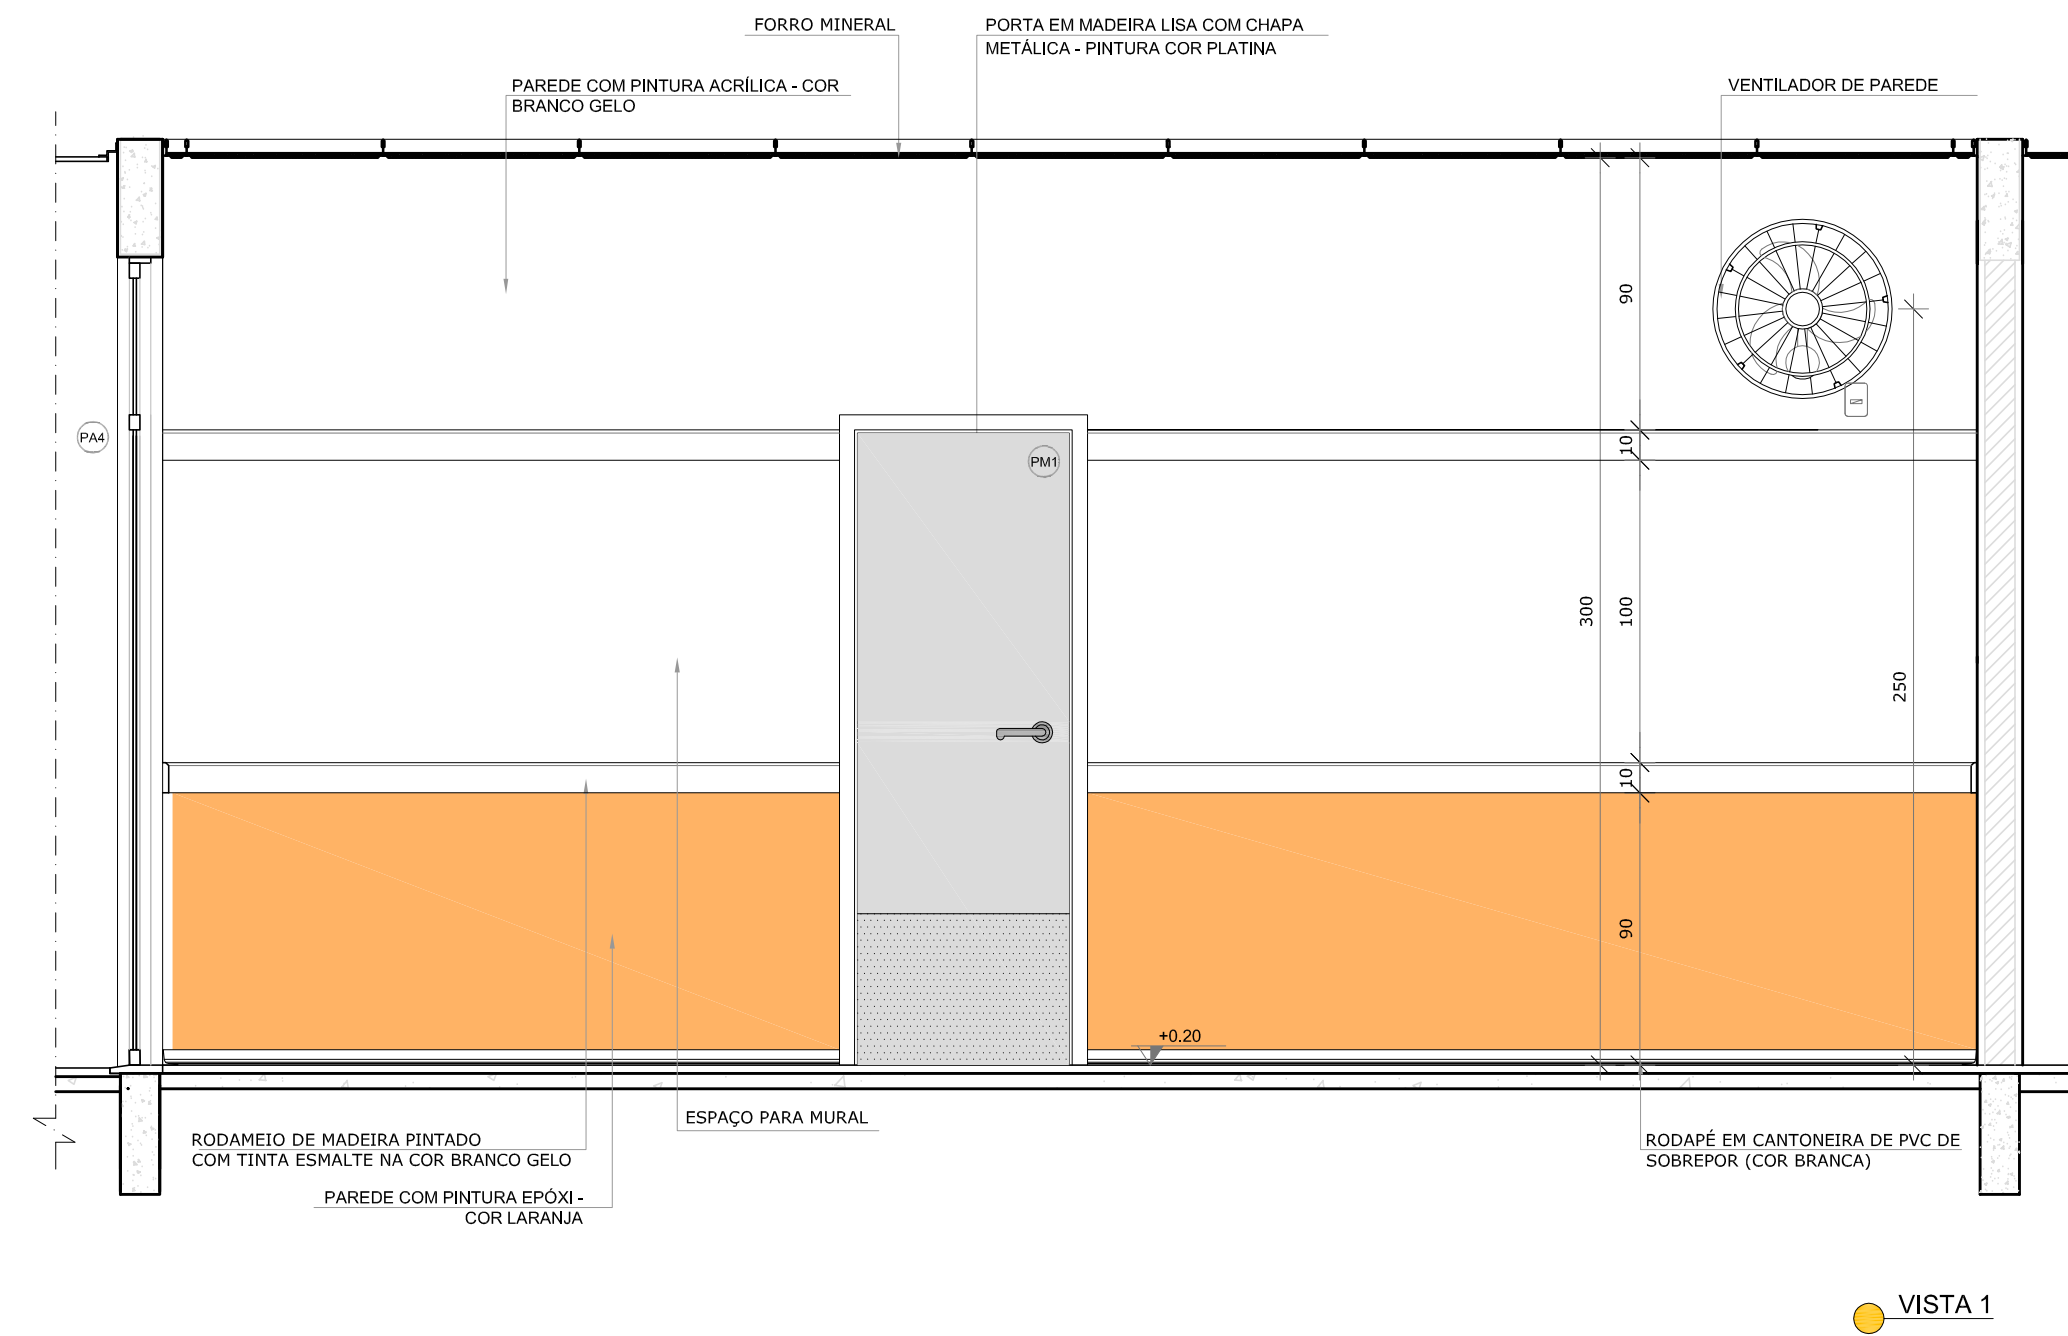 FORRO MINERAL
PORTA EM MADEIRA LISA COM CHAPA
METÁLICA - PINTURA COR PLATINA
PAREDE COM PINTURA ACRÍLICA - COR
BRANCO GELO
VENTILADOR DE PAREDE
90
PA4
10
PM1
300
100
250
10
90
+0.20
ESPAÇO PARA MURAL
RODAMEIO DE MADEIRA PINTADO
COM TINTA ESMALTE NA COR BRANCO GELO
RODAPÉ EM CANTONEIRA DE PVC DE
SOBREPOR (COR BRANCA)
PAREDE COM PINTURA EPÓXI -
COR LARANJA
VISTA 1